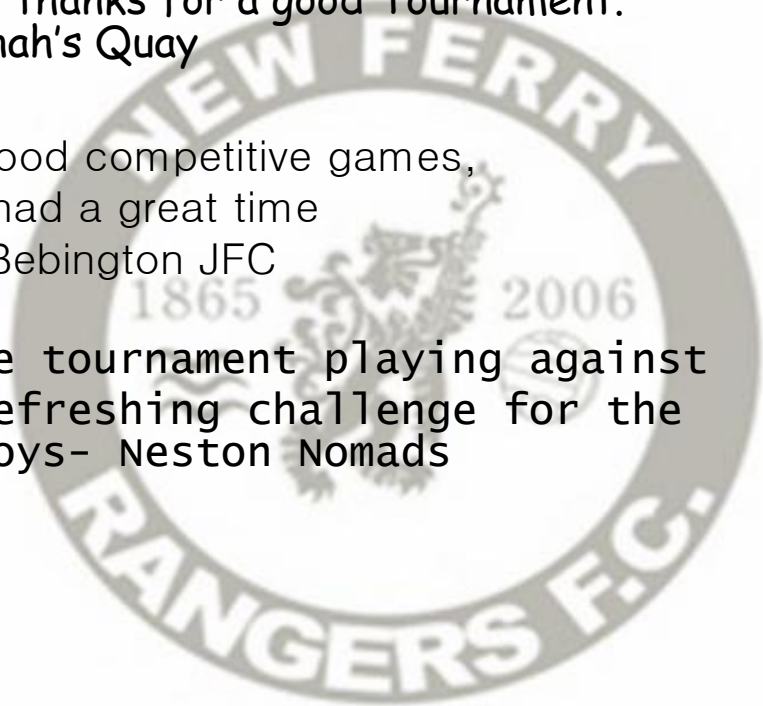 Thanks for a good Tournament.
nah's Quay
NEW FERRY
ood competitive games,
had a great time
Bebington JFC
1865 2006
e tournament playing against
efreshing challenge for the
oys- Neston Nomads
RANGERS F.C.